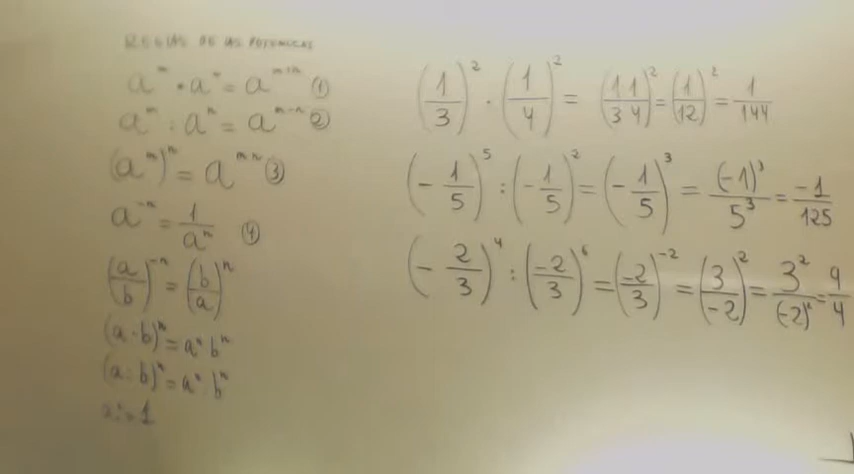 REGLAS DE LAS POTENCIAS
a^m · a^n = a^(m+n) ①
a^m : a^n = a^(m-n) ②
(a^m)^n = a^(m n) ③
a^(-n) = 1/a^n ④
(a/b)^(-n) = (b/a)^n
(a · b)^n = a^n b^n
(a : b)^n = a^n : b^n
a^0 = 1
(1/3)^2 · (1/4)^2 = (1 1/3 4)^2 = (1/12)^2 = 1/144
(-1/5)^5 : (-1/5)^2 = (-1/5)^3 = (-1)^3/5^3 = -1/125
(-2/3)^4 : (-2/3)^6 = (-2/3)^(-2) = (3/-2)^2 = 3^2/(-2)^2 = 9/4